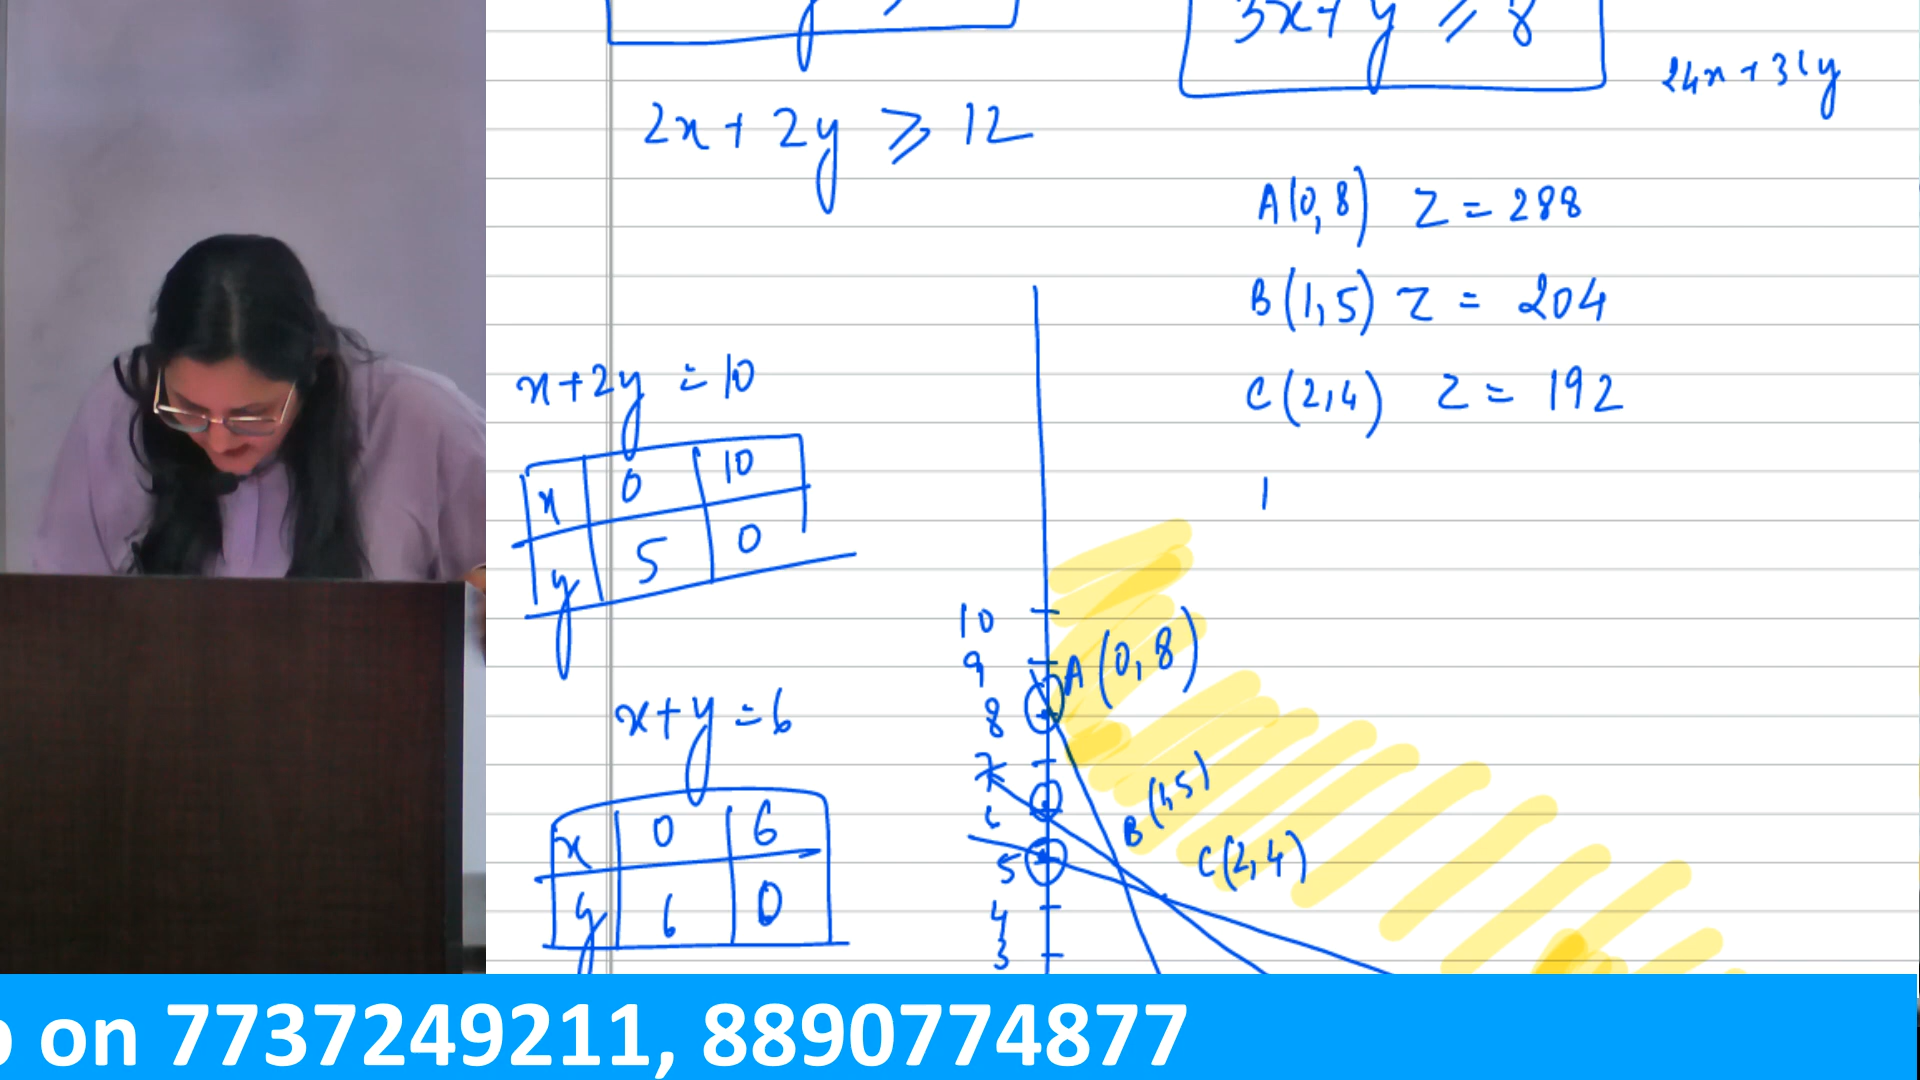 3x + y ≥ 8
24x + 36y
2x + 2y ≥ 12
A(0, 8) Z = 288
B(1, 5) Z = 204
x + 2y = 10
C(2, 4) Z = 192
x 0 10
y 5 0
10
9
A(0, 8)
8
x + y = 6
7
B(1, 5)
6
x 0 6
C(2, 4)
5
y 6 0
4
3
on 7737249211, 8890774877